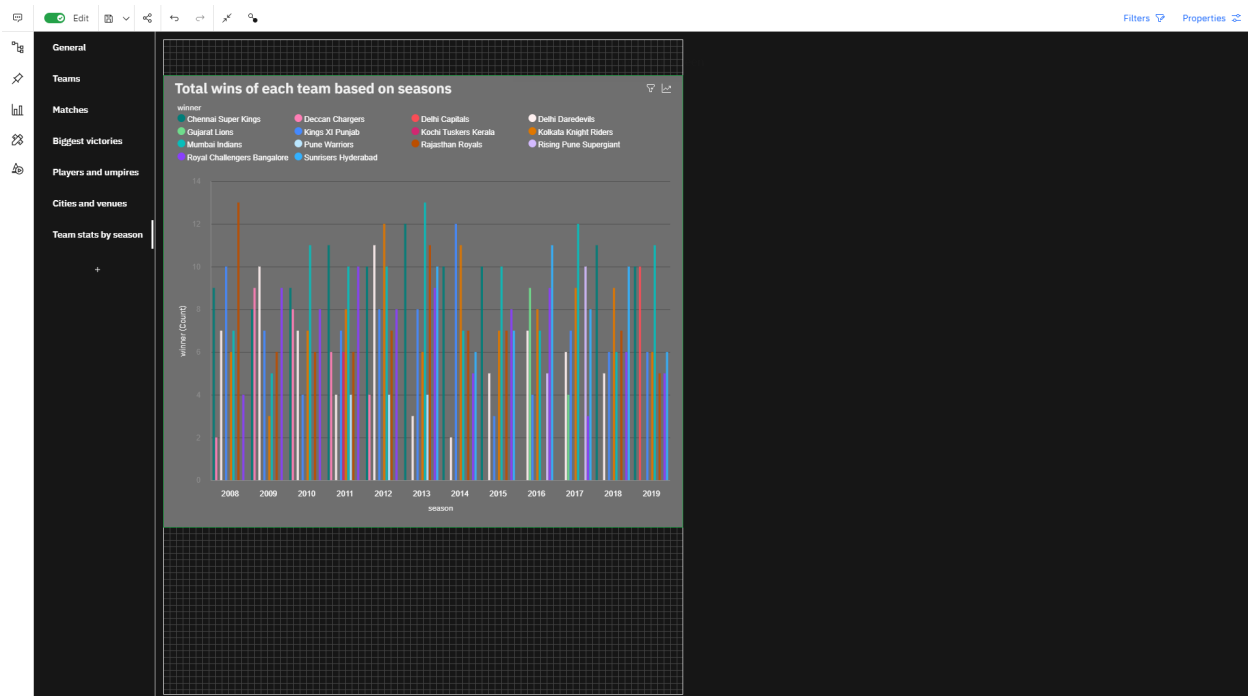 Edit
Filters
Properties
General
Teams
Matches
Biggest victories
Players and umpires
Cities and venues
Team stats by season
+
Total wins of each team based on seasons
winner
Chennai Super Kings Deccan Chargers Delhi Capitals Delhi Daredevils
Gujarat Lions Kings XI Punjab Kochi Tuskers Kerala Kolkata Knight Riders
Mumbai Indians Pune Warriors Rajasthan Royals Rising Pune Supergiant
Royal Challengers Bangalore Sunrisers Hyderabad
14
12
10
8
6
4
2
0
winner (Count)
2008 2009 2010 2011 2012 2013 2014 2015 2016 2017 2018 2019
season